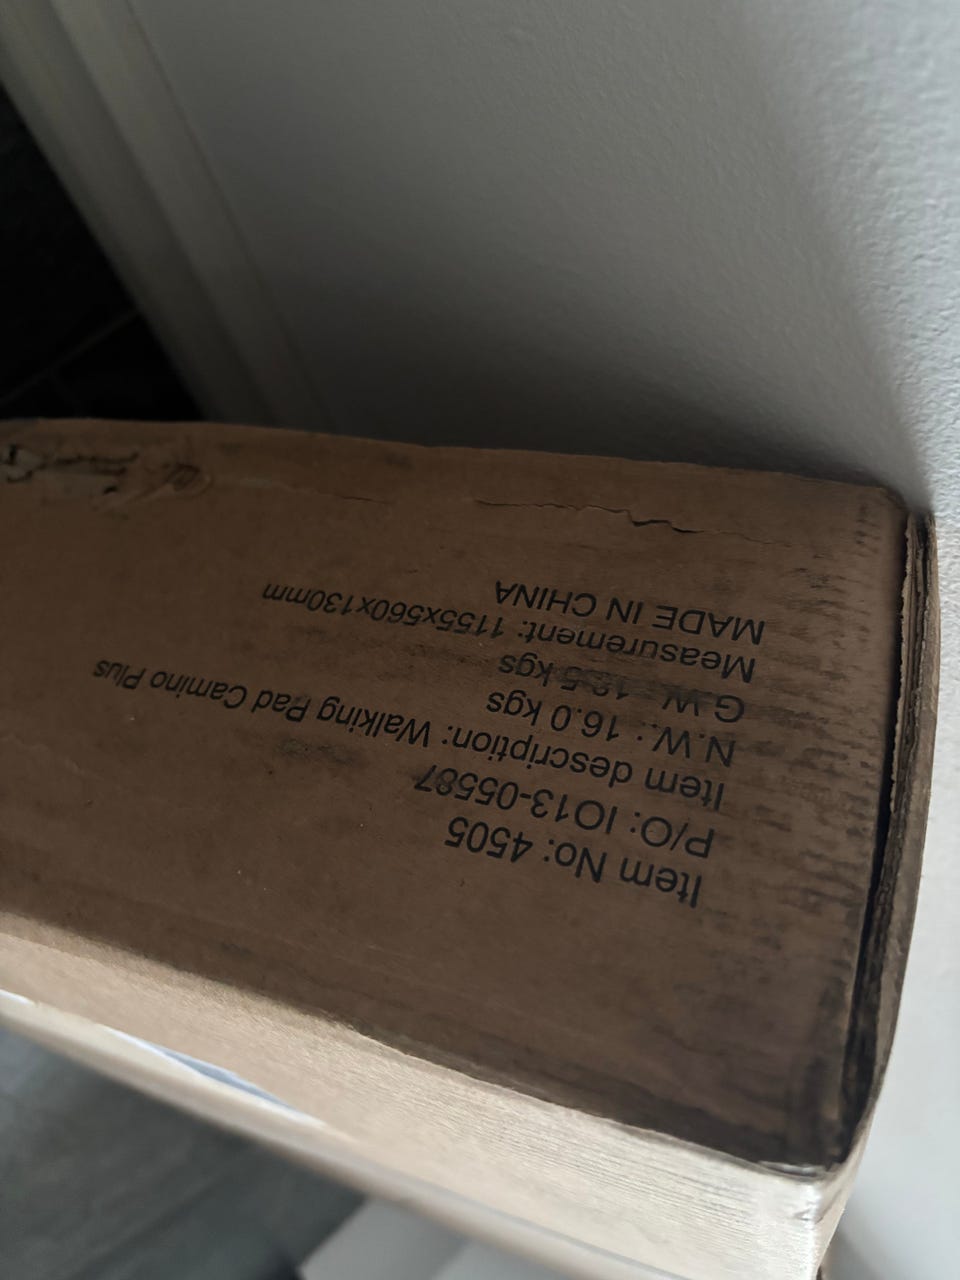 Item No: 4505
P/O: IO13-05587
Item description: Walking Pad Camino Plus
N.W.: 16.0 kgs
G.W. kgs
Measurement: 1155x560x130mm
MADE IN CHINA